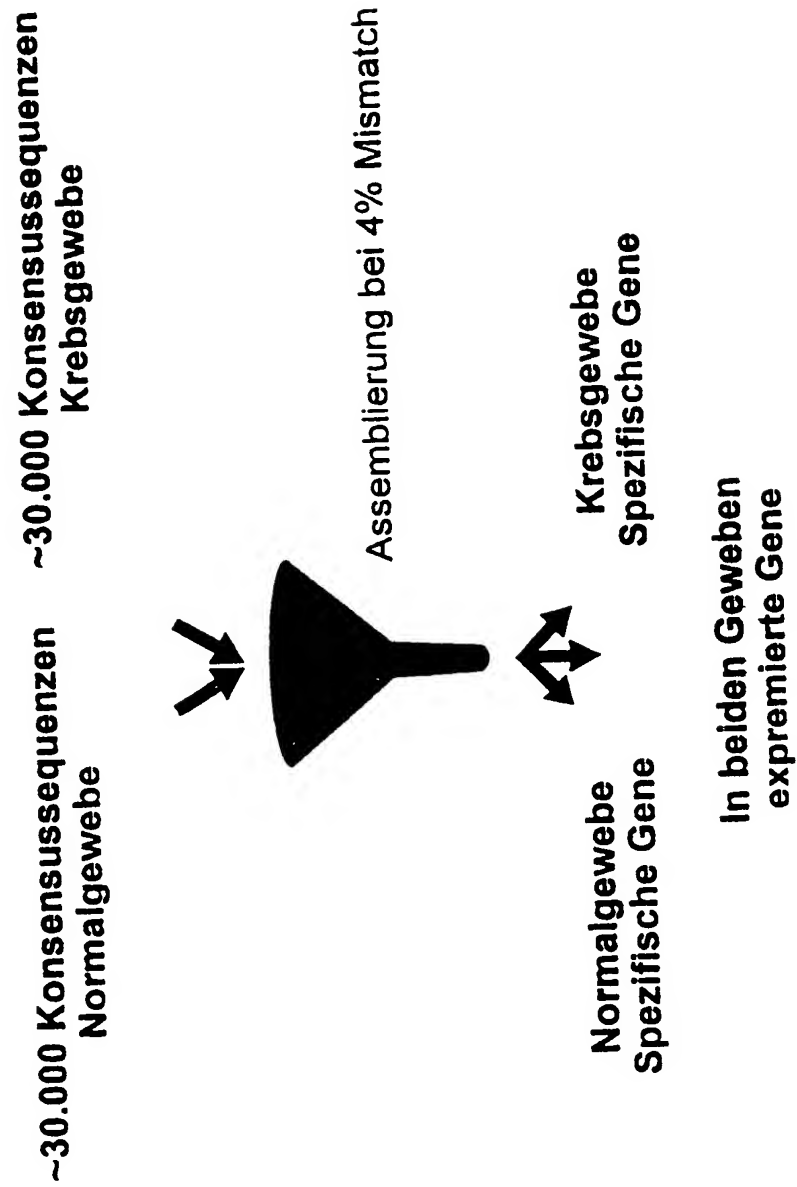 ~30.000 Konsensussequenzen
Normalgewebe
~30.000 Konsensussequenzen
Krebsgewebe
Assemblierung bei 4% Mismatch
Normalgewebe
Spezifische Gene
Krebsgewebe
Spezifische Gene
In beiden Geweben
expremierte Gene